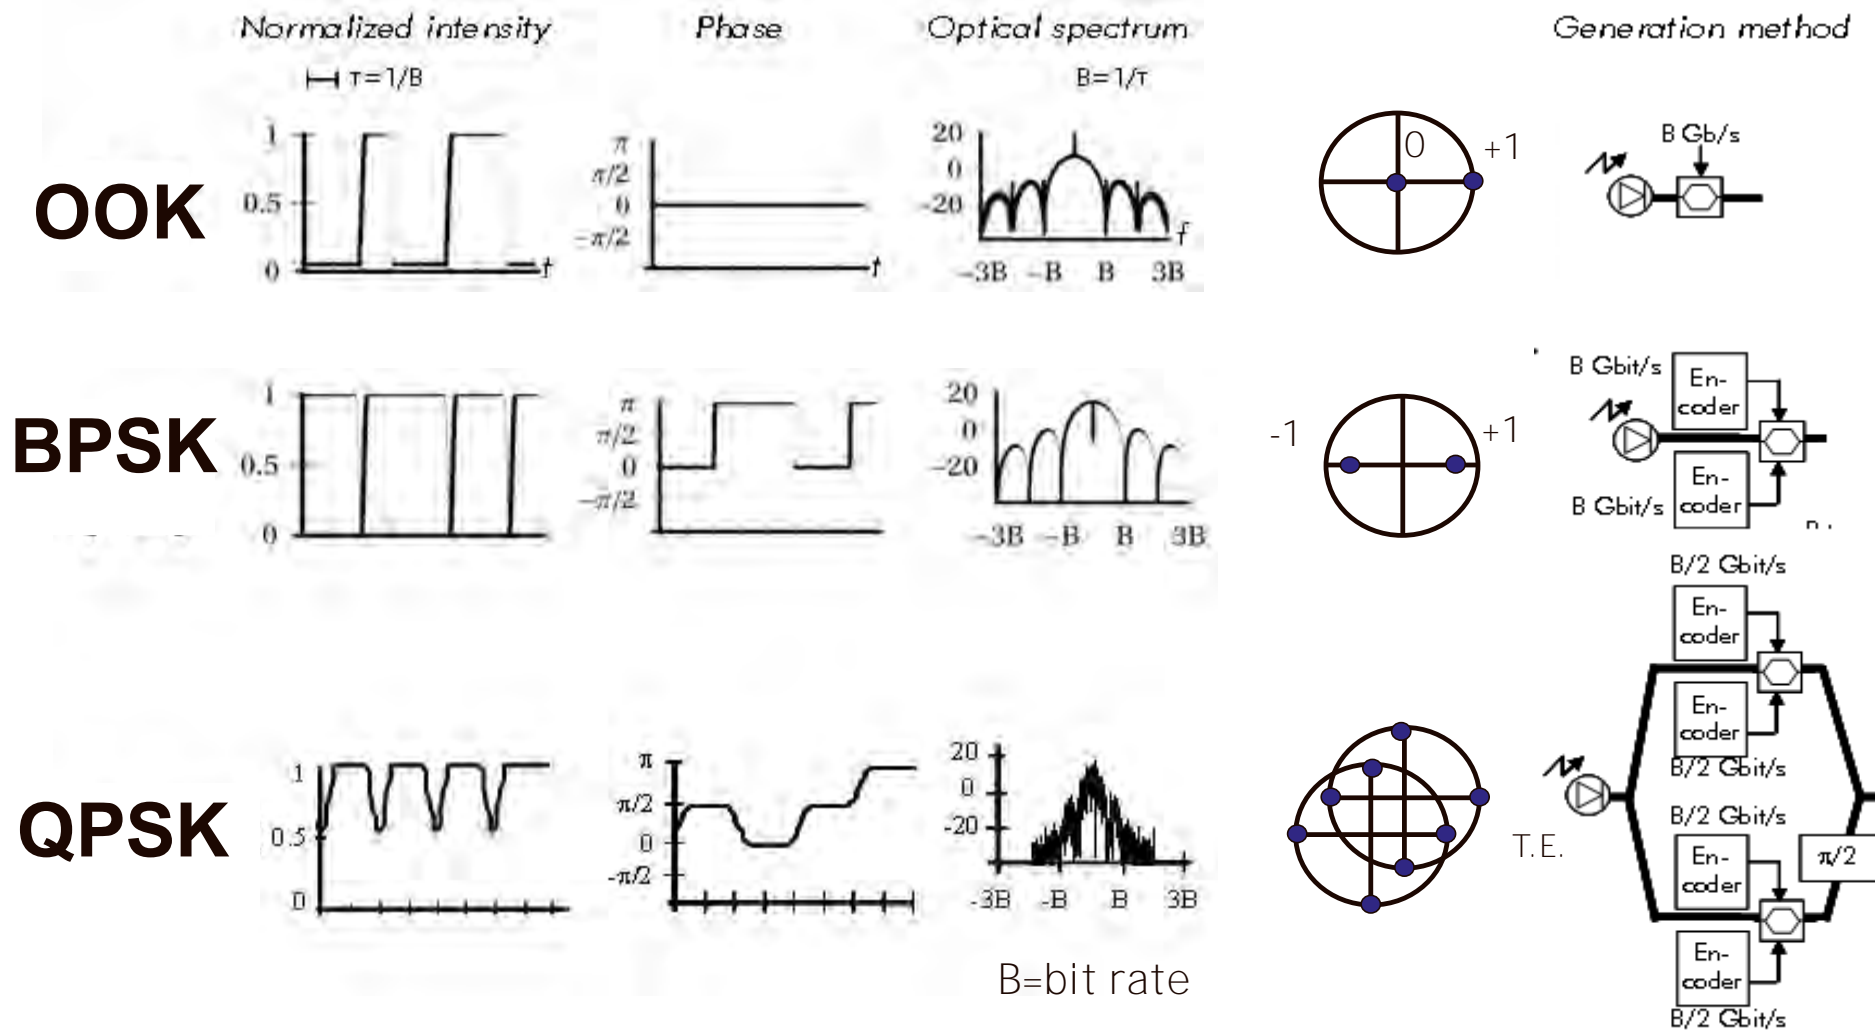 Normalized intensity
Phase
Optical spectrum
Generation method
τ=1/B
B=1/τ
OOK
1
0.5
0
t
π
π/2
0
−π/2
t
20
0
−20
f
−3B −B B 3B
0
+1
B Gb/s
BPSK
1
0.5
0
π
π/2
0
−π/2
20
0
−20
−3B −B B 3B
-1
+1
B Gbit/s
En-
coder
En-
coder
B Gbit/s
QPSK
1
0.5
0
π
π/2
0
-π/2
20
0
-20
-3B -B B 3B
T.E.
B/2 Gbit/s
En-
coder
En-
coder
B/2 Gbit/s
B/2 Gbit/s
En-
coder
π/2
En-
coder
B/2 Gbit/s
B=bit rate